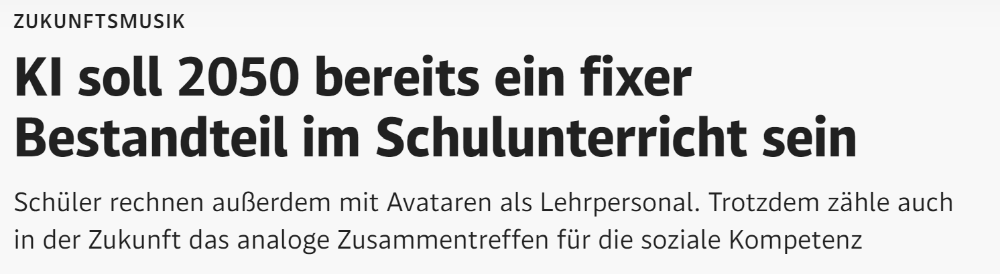 ZUKUNFTSMUSIK
KI soll 2050 bereits ein fixer
Bestandteil im Schulunterricht sein
Schüler rechnen außerdem mit Avataren als Lehrpersonal. Trotzdem zähle auch
in der Zukunft das analoge Zusammentreffen für die soziale Kompetenz